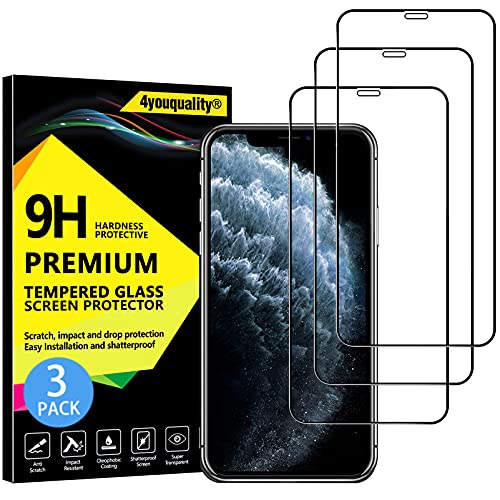 4youquality®
9H
HARDNESS
PROTECTIVE
PREMIUM
TEMPERED GLASS
SCREEN PROTECTOR
Scratch, impact and drop protection
Easy Installation and shatterproof
3
PACK
Anti
Scratch
Impact
Resistant
Oleophobic
Coating
Shatterproof
Screen
Super
Transparent